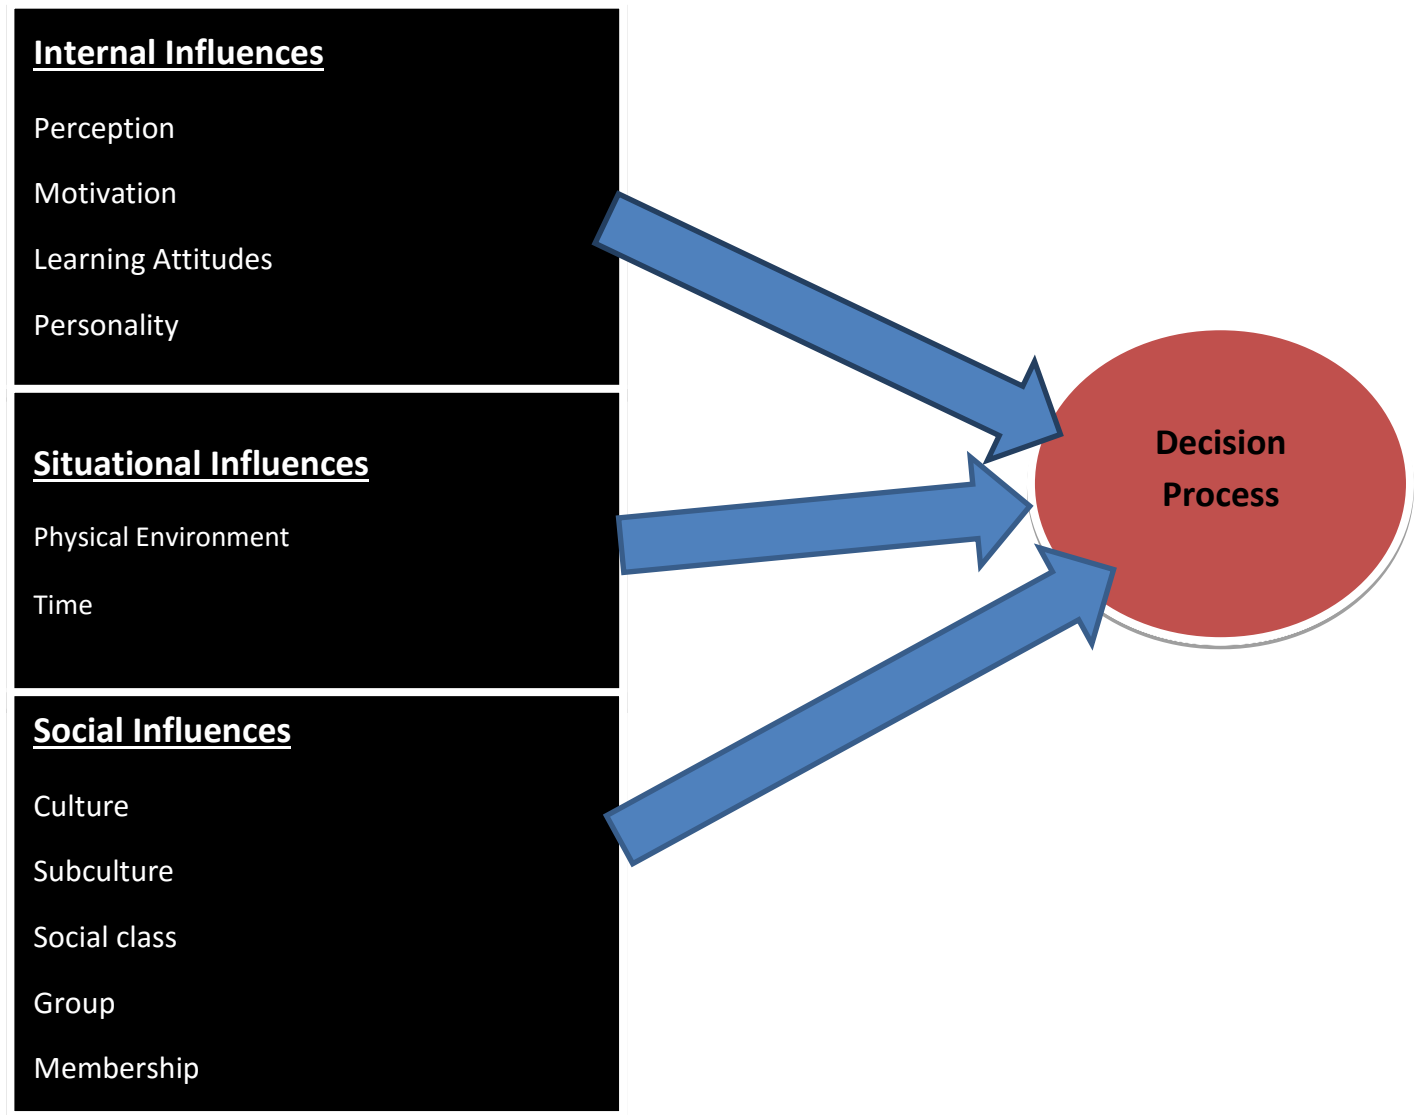 Internal Influences
Perception
Motivation
Learning Attitudes
Personality
Situational Influences
Physical Environment
Time
Social Influences
Culture
Subculture
Social class
Group
Membership
Decision
Process